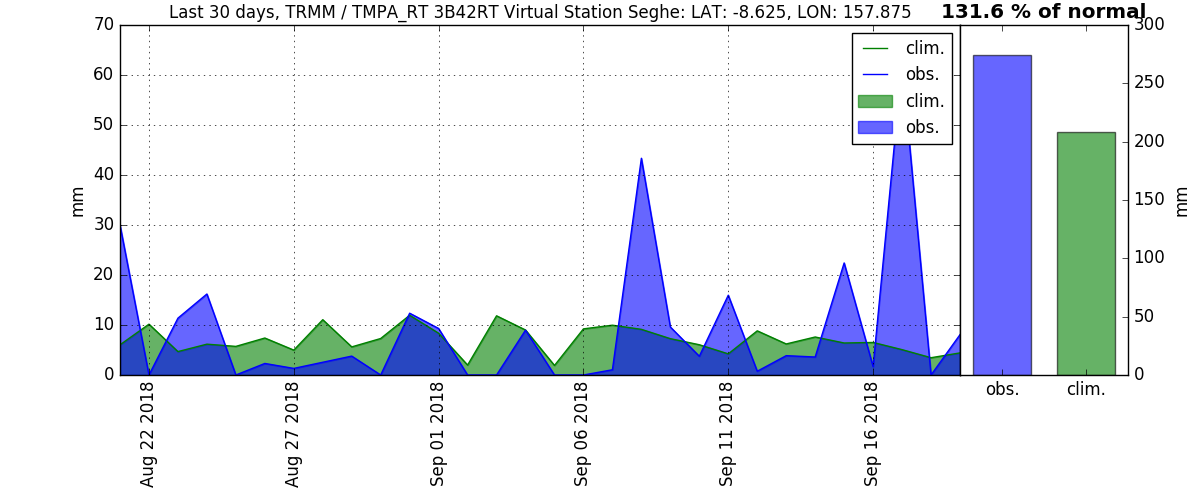 Last 30 days, TRMM / TMPA_RT 3B42RT Virtual Station Seghe: LAT: -8.625, LON: 157.875
131.6 % of normal
70
60
50
40
30
20
10
0
mm
clim.
obs.
clim.
obs.
Aug 22 2018
Aug 27 2018
Sep 01 2018
Sep 06 2018
Sep 11 2018
Sep 16 2018
300
250
200
150
100
50
0
mm
obs.
clim.